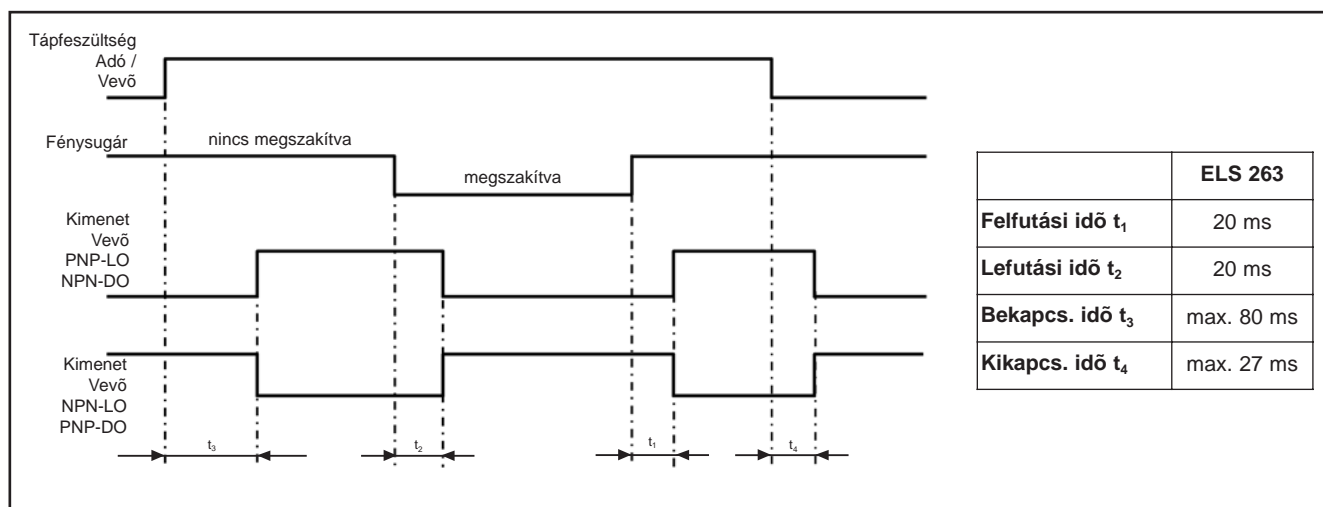 Tápfeszültség
Adó /
Vevõ
Fénysugár
nincs megszakítva
megszakítva
Kimenet
Vevõ
PNP-LO
NPN-DO
Kimenet
Vevõ
NPN-LO
PNP-DO
t₃
t₂
t₁
t₄
ELS 263
Felfutási idõ t₁ 20 ms
Lefutási idõ t₂ 20 ms
Bekapcs. idõ t₃ max. 80 ms
Kikapcs. idõ t₄ max. 27 ms